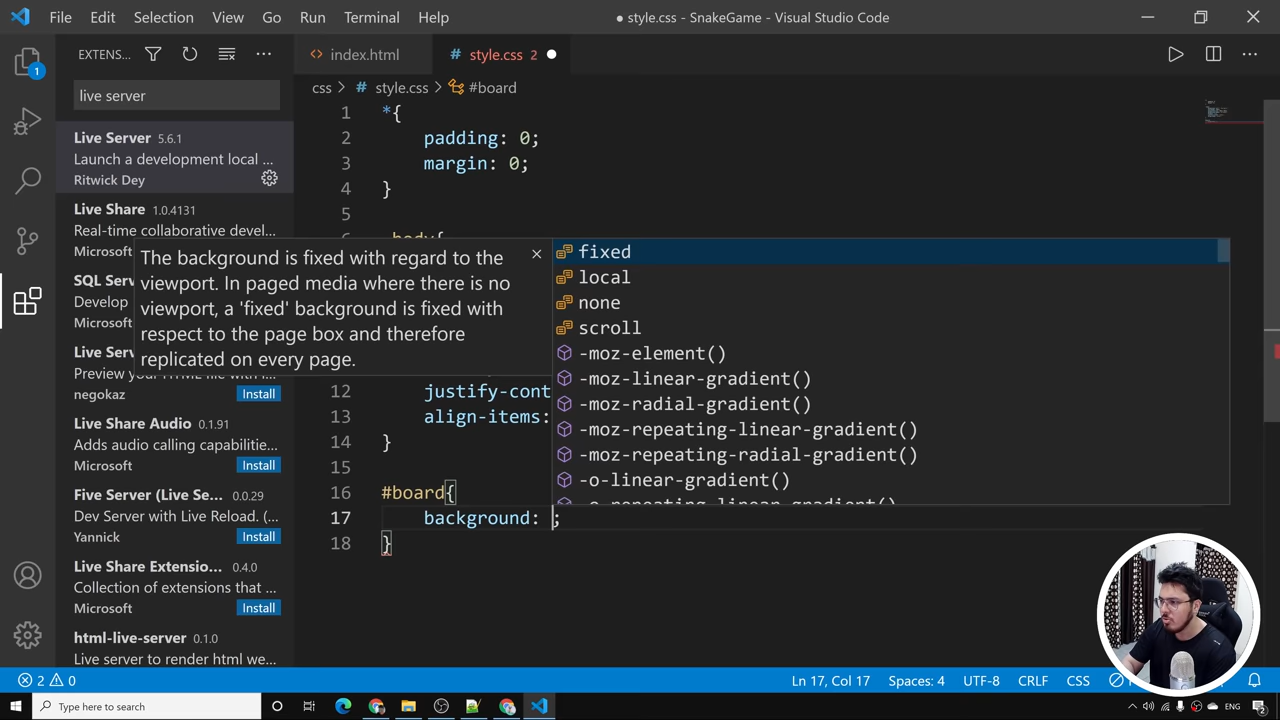 File Edit Selection View Go Run Terminal Help
● style.css - SnakeGame - Visual Studio Code
EXTENS...
1
live server
Live Server 5.6.1
Launch a development local ...
Ritwick Dey
Live Share 1.0.4131
Real-time collaborative devel...
Microsoft
SQL Serv
Develop
Microsoft
Live Serv
Preview your HTML file with l
negokaz Install
Live Share Audio 0.1.91
Adds audio calling capabilitie...
Microsoft Install
Five Server (Live Se... 0.0.29
Dev Server with Live Reload. (...
Yannick Install
Live Share Extensio... 0.4.0
Collection of extensions that ...
Microsoft Install
html-live-server 0.1.0
Live server to render html we...
index.html
# style.css 2 ●
css > # style.css > #board
1 *{
2 padding: 0;
3 margin: 0;
4 }
5
body{
The background is fixed with regard to the
viewport. In paged media where there is no
viewport, a 'fixed' background is fixed with
respect to the page box and therefore
replicated on every page.
fixed
local
none
scroll
-moz-element()
-moz-linear-gradient()
-moz-radial-gradient()
-moz-repeating-linear-gradient()
-moz-repeating-radial-gradient()
-o-linear-gradient()
-o-repeating-linear-gradient()
12 justify-cont
13 align-items:
14 }
15
16 #board{
17 background: ;
18 }
2 0
Ln 17, Col 17 Spaces: 4 UTF-8 CRLF CSS
Type here to search
ENG
2